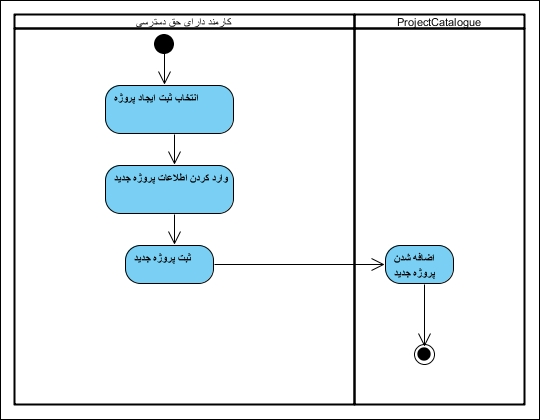 کارمند دارای حق دسترسی
ProjectCatalogue
انتخاب ثبت ایجاد پروژه
وارد کردن اطلاعات پروژه جدید
ثبت پروژه جدید
اضافه شدن
پروژه جدید